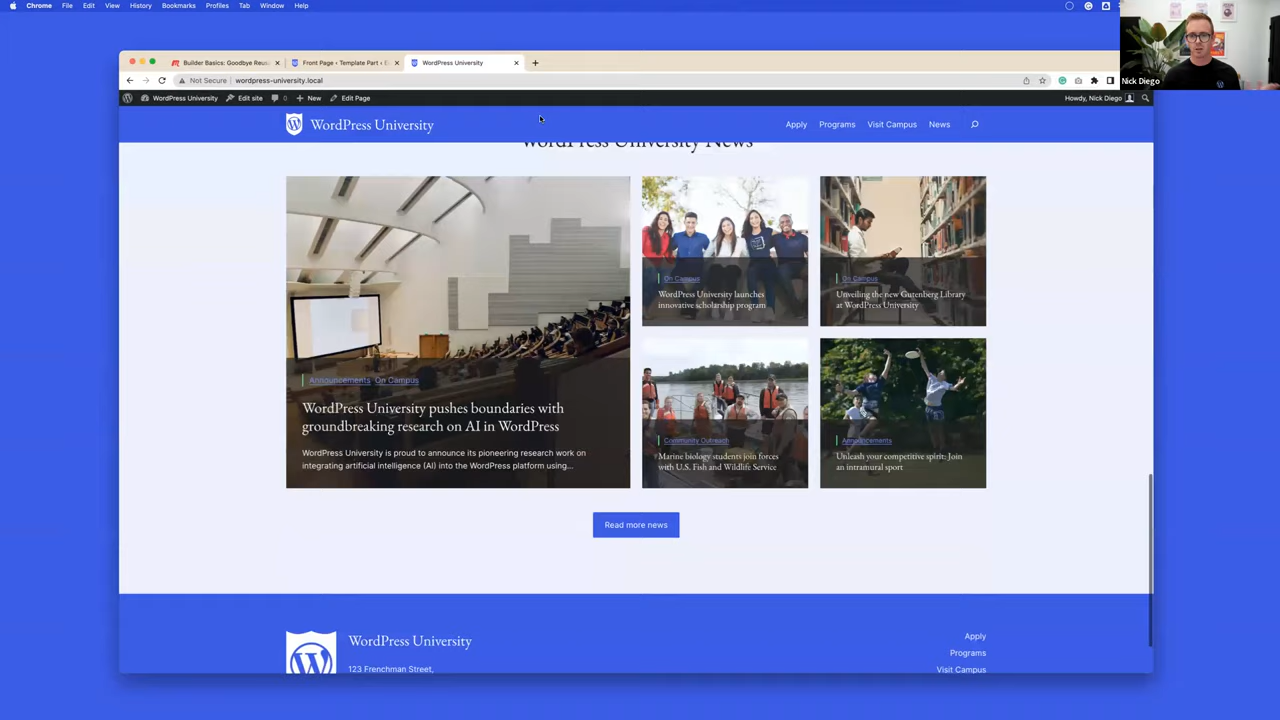 Chrome File Edit View History Bookmarks Profiles Tab Window Help
Nick Diego
Builder Basics: Goodbye Reus
Front Page ‹ Template Part ‹ E
WordPress University
Not Secure wordpress-university.local
WordPress University Edit site 0 New Edit Page Howdy, Nick Diego
WordPress University Apply Programs Visit Campus News
WordPress University News
Announcements On Campus
WordPress University pushes boundaries with
groundbreaking research on AI in WordPress
WordPress University is proud to announce its pioneering research work on
integrating artificial intelligence (AI) into the WordPress platform using...
On Campus
WordPress University launches
innovative scholarship program
On Campus
Unveiling the new Gutenberg Library
at WordPress University
Community Outreach
Marine biology students join forces
with U.S. Fish and Wildlife Service
Announcements
Unleash your competitive spirit: Join
an intramural sport
Read more news
WordPress University
123 Frenchman Street,
Apply
Programs
Visit Campus